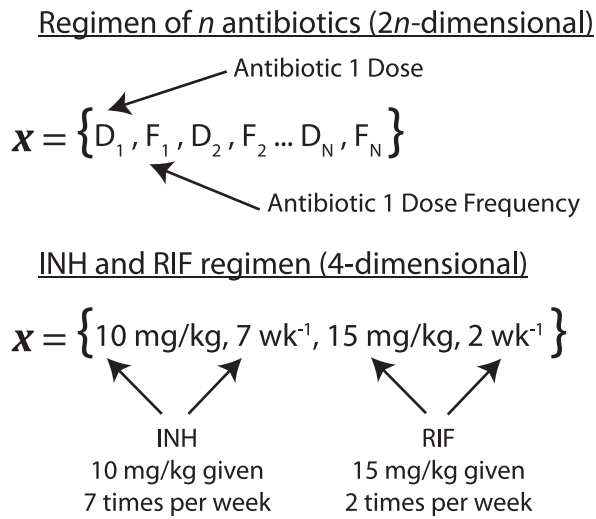 Regimen of n antibiotics (2n-dimensional)
Antibiotic 1 Dose
x = {D₁ , F₁ , D₂ , F₂ ... D_N , F_N}
Antibiotic 1 Dose Frequency
INH and RIF regimen (4-dimensional)
x = {10 mg/kg, 7 wk⁻¹, 15 mg/kg, 2 wk⁻¹}
INH
10 mg/kg given
7 times per week
RIF
15 mg/kg given
2 times per week